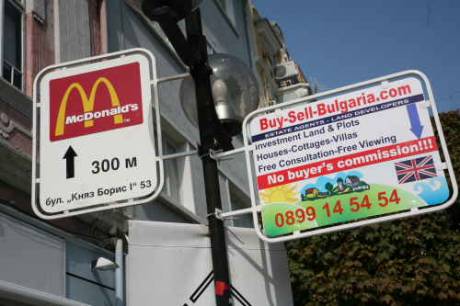 McDonald's
300 M
бул. „Княз Борис I“ 53
Buy-Sell-Bulgaria.com
ESTATE AGENTS - LAND DEVELOPERS
Investment Land & Plots
Houses-Cottages-Villas
Free Consultation-Free Viewing
No buyer's commission!!!
0899 14 54 54